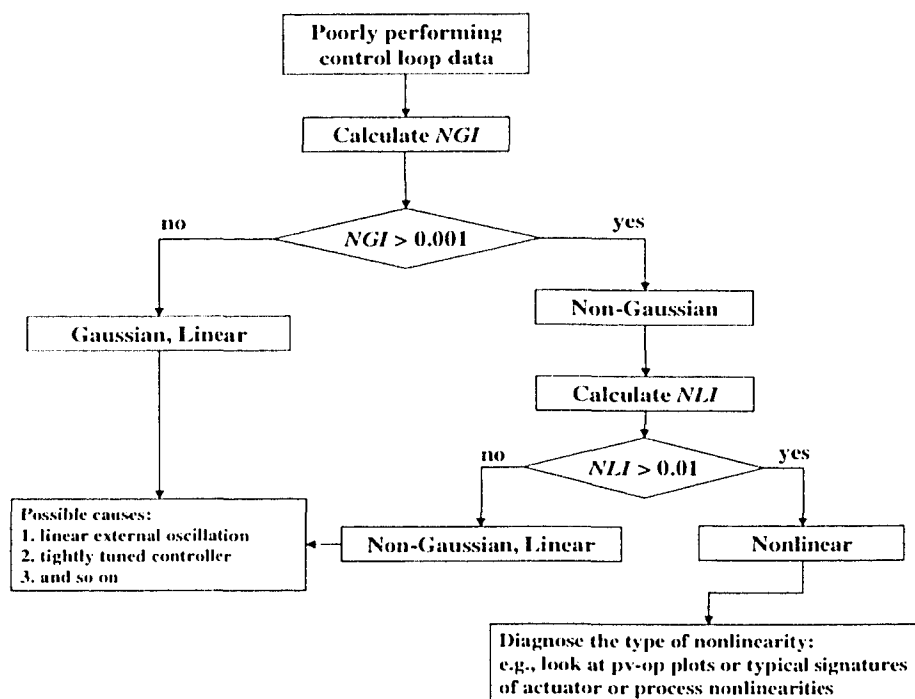 Poorly performing
control loop data
Calculate NGI
no
NGI > 0.001
yes
Gaussian, Linear
Non-Gaussian
Calculate NLI
no
NLI > 0.01
yes
Possible causes:
1. linear external oscillation
2. tightly tuned controller
3. and so on
Non-Gaussian, Linear
Nonlinear
Diagnose the type of nonlinearity:
e.g., look at pv-op plots or typical signatures
of actuator or process nonlinearities